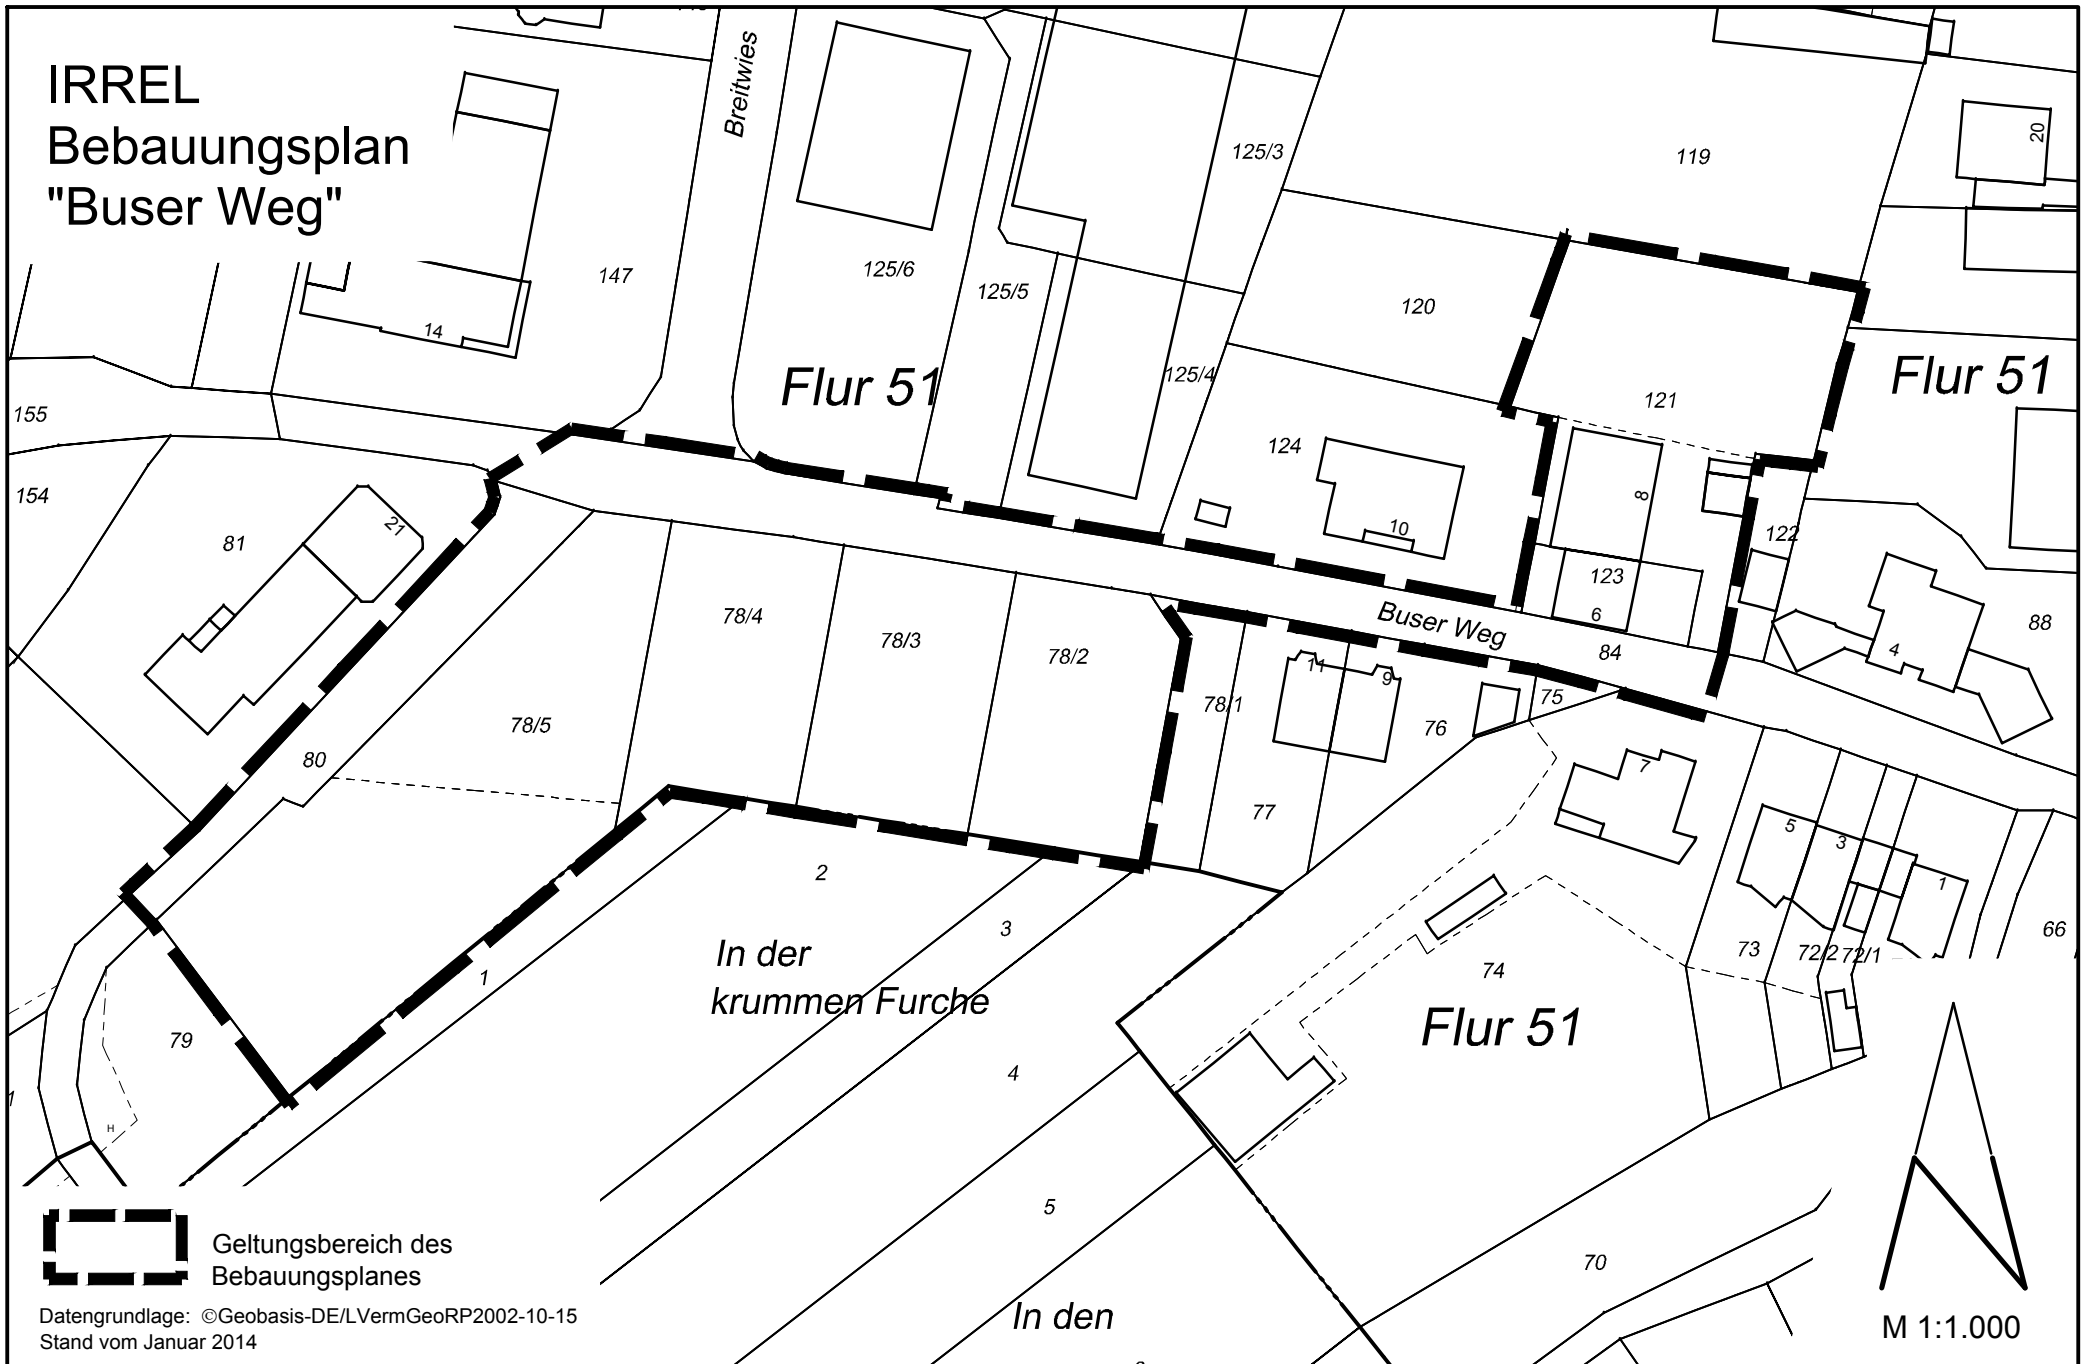 IRREL
Bebauungsplan
"Buser Weg"
Breitwies
125/3
119
20
147
125/6
125/5
120
14
Flur 51
125/4
Flur 51
121
155
124
154
21
81
10
8
122
123
6
Buser Weg
84
88
4
78/4
78/3
78/2
78/1
11
9
75
76
78/5
80
7
77
5
3
1
2
3
66
In der
krummen Furche
73
72/2
72/1
1
74
Flur 51
79
4
H
5
70
Geltungsbereich des
Bebauungsplanes
Datengrundlage: ©Geobasis-DE/LVermGeoRP2002-10-15
Stand vom Januar 2014
In den
M 1:1.000